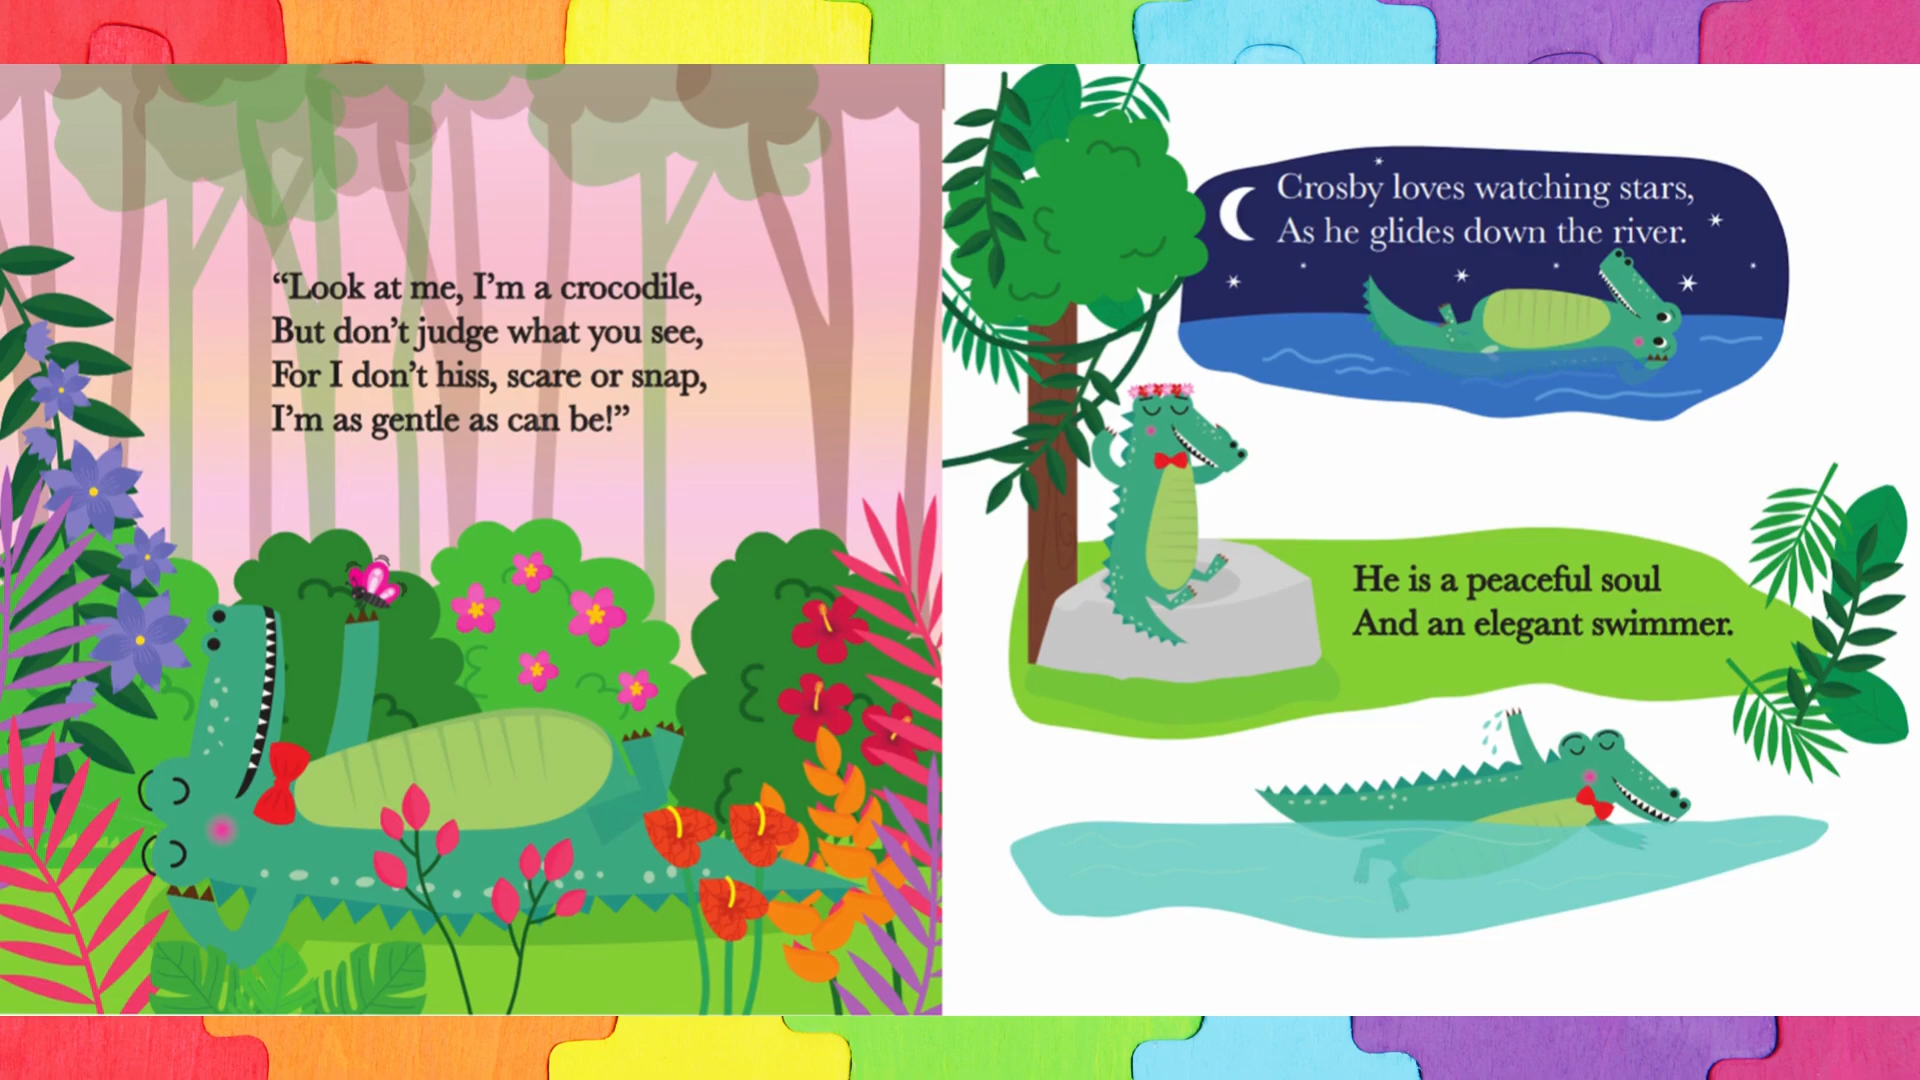 “Look at me, I’m a crocodile,
But don’t judge what you see,
For I don’t hiss, scare or snap,
I’m as gentle as can be!”
Crosby loves watching stars,
As he glides down the river.
He is a peaceful soul
And an elegant swimmer.